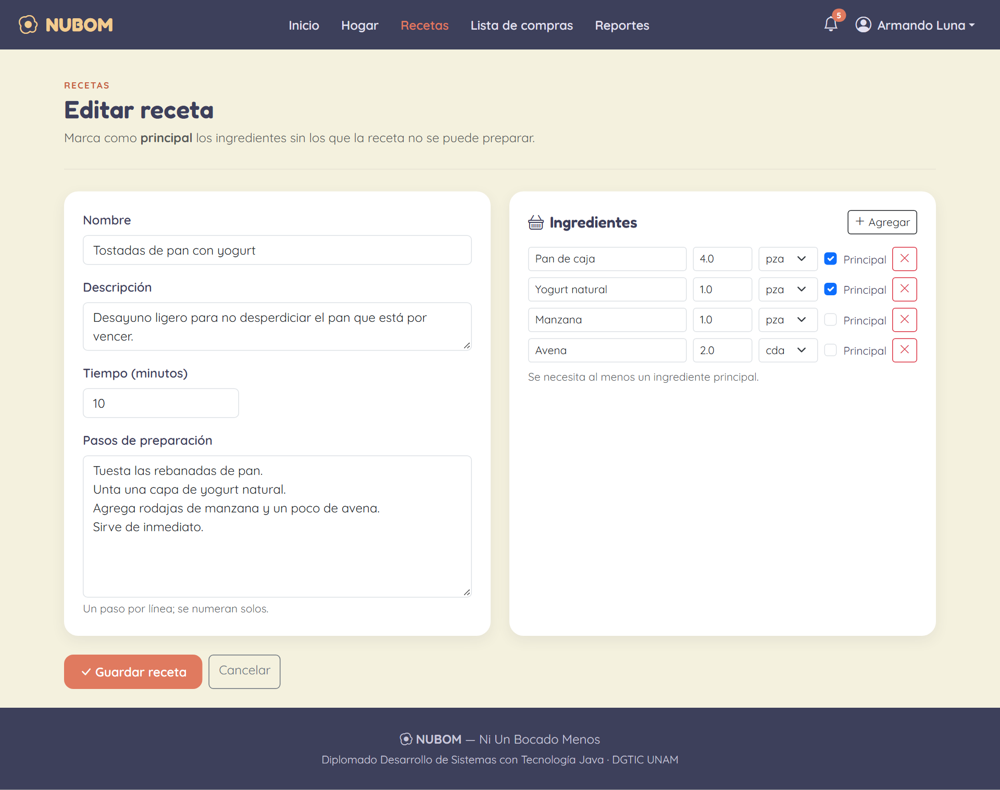 NUBOM
Inicio
Hogar
Recetas
Lista de compras
Reportes
5
Armando Luna
RECETAS
Editar receta
Marca como principal los ingredientes sin los que la receta no se puede preparar.
Nombre
Tostadas de pan con yogurt
Descripción
Desayuno ligero para no desperdiciar el pan que está por
vencer.
Tiempo (minutos)
10
Pasos de preparación
Tuesta las rebanadas de pan.
Unta una capa de yogurt natural.
Agrega rodajas de manzana y un poco de avena.
Sirve de inmediato.
Un paso por línea; se numeran solos.
Ingredientes
+ Agregar
Pan de caja 4.0 pza Principal
Yogurt natural 1.0 pza Principal
Manzana 1.0 pza Principal
Avena 2.0 cda Principal
Se necesita al menos un ingrediente principal.
Guardar receta
Cancelar
NUBOM — Ni Un Bocado Menos
Diplomado Desarrollo de Sistemas con Tecnología Java · DGTIC UNAM